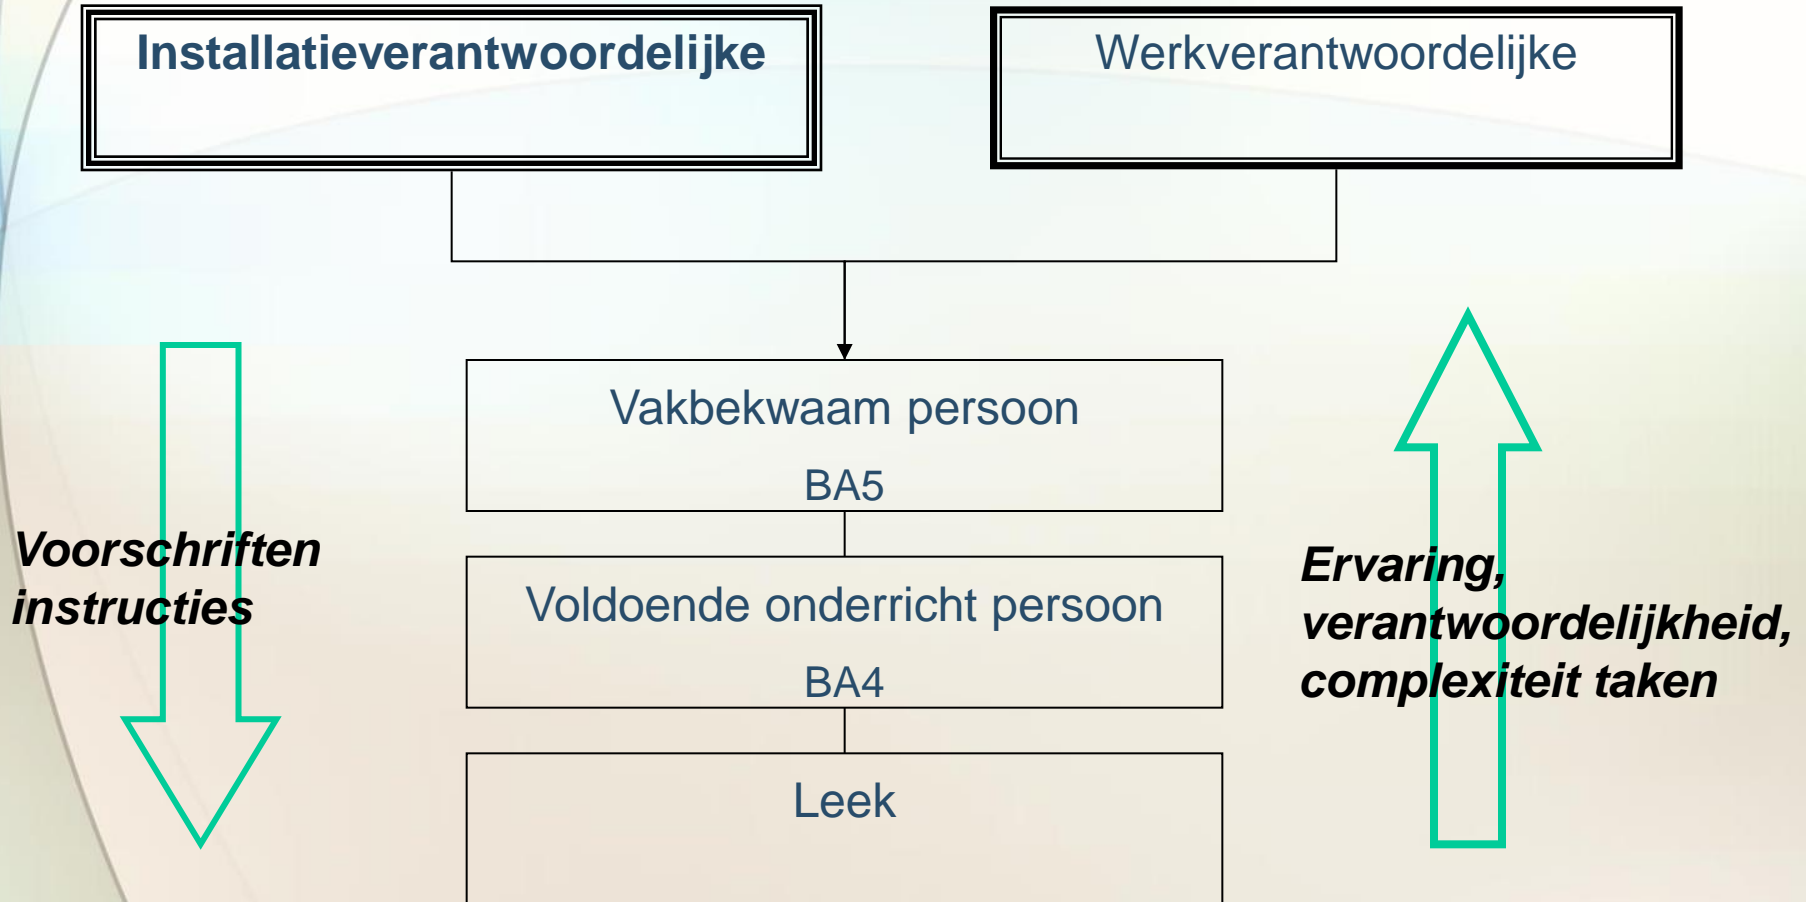 Installatieverantwoordelijke
Werkverantwoordelijke
Vakbekwaam persoon
BA5
Voorschriften
instructies
Voldoende onderricht persoon
BA4
Ervaring,
verantwoordelijkheid,
complexiteit taken
Leek